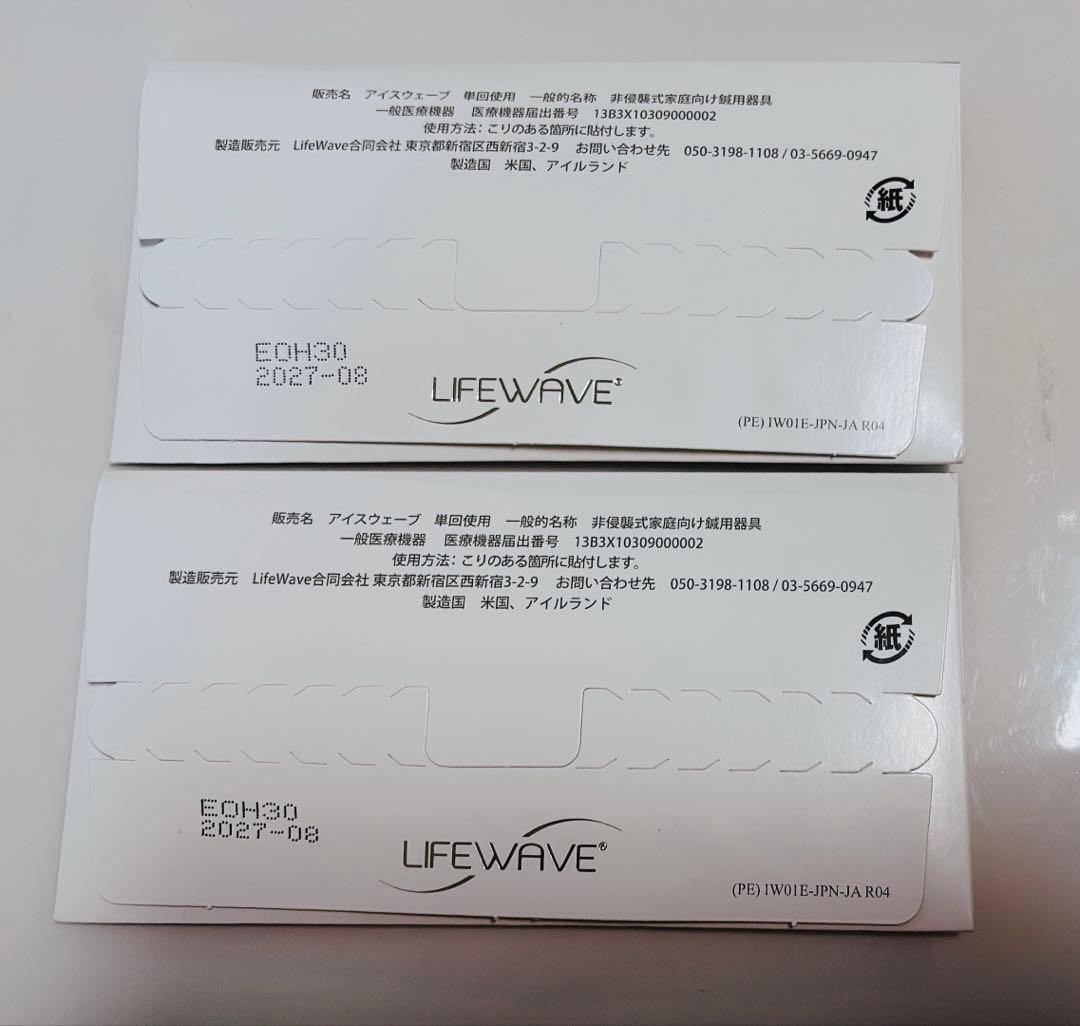 販売名 アイスウェーブ 単回使用 一般的名称 非侵襲式家庭向け鍼用器具
一般医療機器 医療機器届出番号 13B3X10309000002
使用方法：こりのある箇所に貼付します。
製造販売元 LifeWave合同会社 東京都新宿区西新宿3-2-9 お問い合わせ先 050-3198-1108 / 03-5669-0947
製造国 米国、アイルランド
紙
EOH30
2027-08
LIFEWAVE®
(PE) IW01E-JPN-JA R04
販売名 アイスウェーブ 単回使用 一般的名称 非侵襲式家庭向け鍼用器具
一般医療機器 医療機器届出番号 13B3X10309000002
使用方法：こりのある箇所に貼付します。
製造販売元 LifeWave合同会社 東京都新宿区西新宿3-2-9 お問い合わせ先 050-3198-1108 / 03-5669-0947
製造国 米国、アイルランド
紙
EOH30
2027-08
LIFEWAVE®
(PE) IW01E-JPN-JA R04